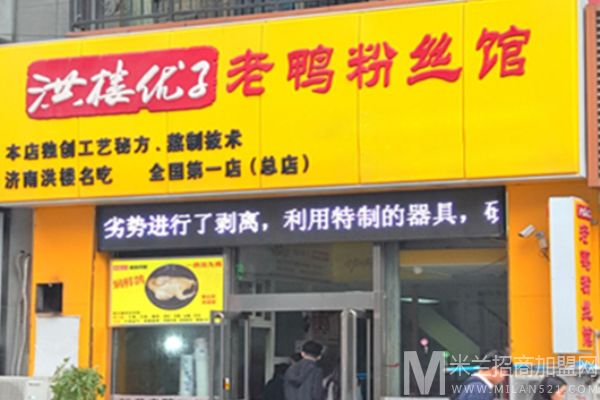 洪楼优子
老鸭粉丝馆
本店独创工艺秘方、蒸制技术
济南洪楼名吃 全国第一店(总店)
劣势进行了剥离,利用特制的器具,
老鸭粉丝馆
米兰招商加盟网
WWW.MILAN521.COM